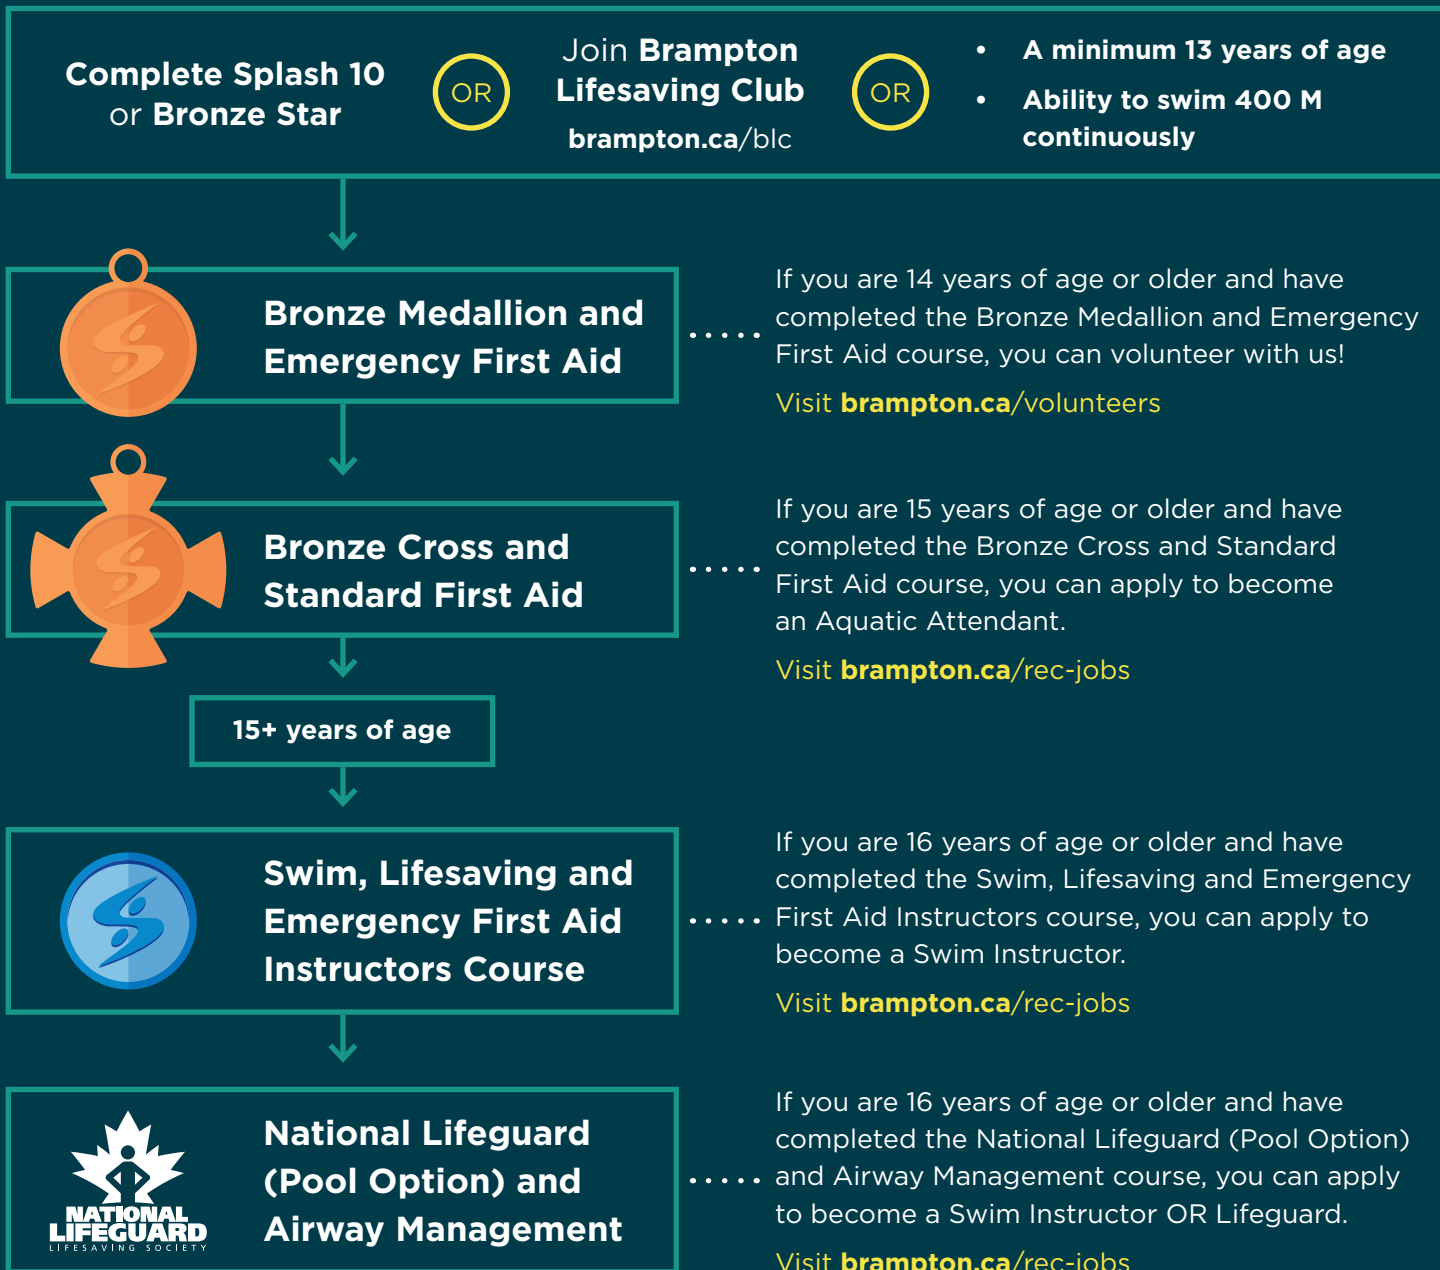 Complete Splash 10
or Bronze Star
OR
Join Brampton
Lifesaving Club
brampton.ca/blc
OR
• A minimum 13 years of age
• Ability to swim 400 M
continuously
Bronze Medallion and
Emergency First Aid
If you are 14 years of age or older and have
completed the Bronze Medallion and Emergency
First Aid course, you can volunteer with us!
Visit brampton.ca/volunteers
Bronze Cross and
Standard First Aid
If you are 15 years of age or older and have
completed the Bronze Cross and Standard
First Aid course, you can apply to become
an Aquatic Attendant.
Visit brampton.ca/rec-jobs
15+ years of age
Swim, Lifesaving and
Emergency First Aid
Instructors Course
If you are 16 years of age or older and have
completed the Swim, Lifesaving and Emergency
First Aid Instructors course, you can apply to
become a Swim Instructor.
Visit brampton.ca/rec-jobs
NATIONAL
LIFEGUARD
LIFESAVING SOCIETY
National Lifeguard
(Pool Option) and
Airway Management
If you are 16 years of age or older and have
completed the National Lifeguard (Pool Option)
and Airway Management course, you can apply
to become a Swim Instructor OR Lifeguard.
Visit brampton.ca/rec-jobs